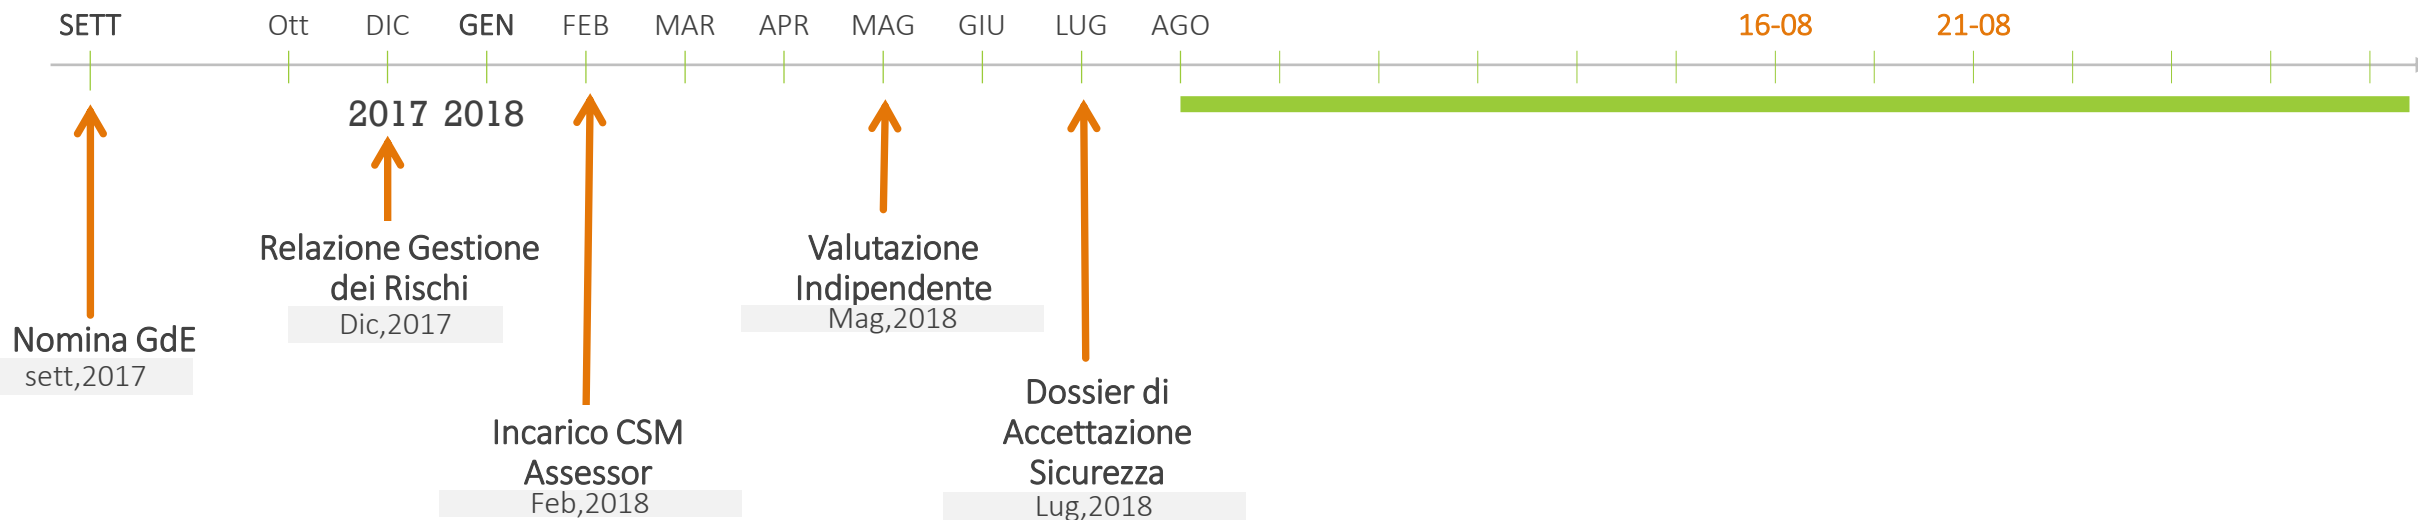 SETT Ott DIC GEN FEB MAR APR MAG GIU LUG AGO 16-08 21-08
2017 2018
Relazione Gestione
dei Rischi
Dic,2017
Valutazione
Indipendente
Mag,2018
Nomina GdE
sett,2017
Incarico CSM
Assessor
Feb,2018
Dossier di
Accettazione
Sicurezza
Lug,2018